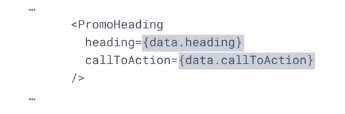 …
<PromoHeading
heading={data.heading}
callToAction={data.callToAction}
/>
…